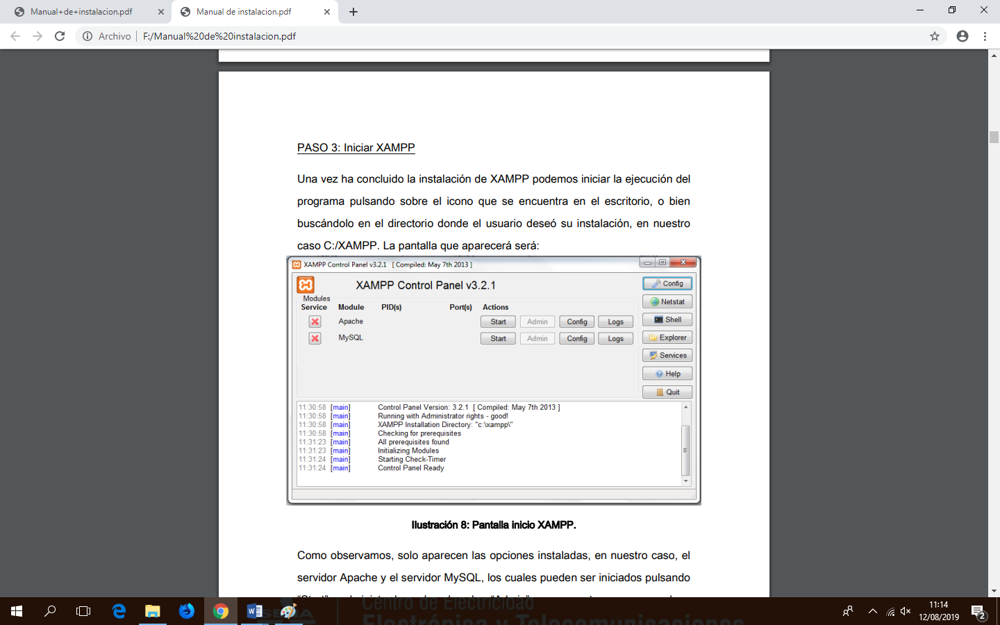 Manual+de+instalacion.pdf
Manual de instalacion.pdf
Archivo
F:/Manual%20de%20instalacion.pdf
PASO 3: Iniciar XAMPP
Una vez ha concluido la instalación de XAMPP podemos iniciar la ejecución del
programa pulsando sobre el icono que se encuentra en el escritorio, o bien
buscándolo en el directorio donde el usuario deseó su instalación, en nuestro
caso C:/XAMPP. La pantalla que aparecerá será:
XAMPP Control Panel v3.2.1 [ Compiled: May 7th 2013 ]
XAMPP Control Panel v3.2.1
Modules
Service Module PID(s) Port(s) Actions
Apache Start Admin Config Logs
MySQL Start Admin Config Logs
Config
Netstat
Shell
Explorer
Services
Help
Quit
11:30:58 [main] Control Panel Version: 3.2.1 [ Compiled: May 7th 2013 ]
11:30:58 [main] Running with Administrator rights - good!
11:30:58 [main] XAMPP Installation Directory: "c:\xampp\"
11:30:58 [main] Checking for prerequisites
11:31:23 [main] All prerequisites found
11:31:23 [main] Initializing Modules
11:31:24 [main] Starting Check-Timer
11:31:24 [main] Control Panel Ready
Ilustración 8: Pantalla inicio XAMPP.
Como observamos, solo aparecen las opciones instaladas, en nuestro caso, el
servidor Apache y el servidor MySQL, los cuales pueden ser iniciados pulsando
Centro de Electricidad
Electrónica y Telecomunicaciones
11:14
12/08/2019
2